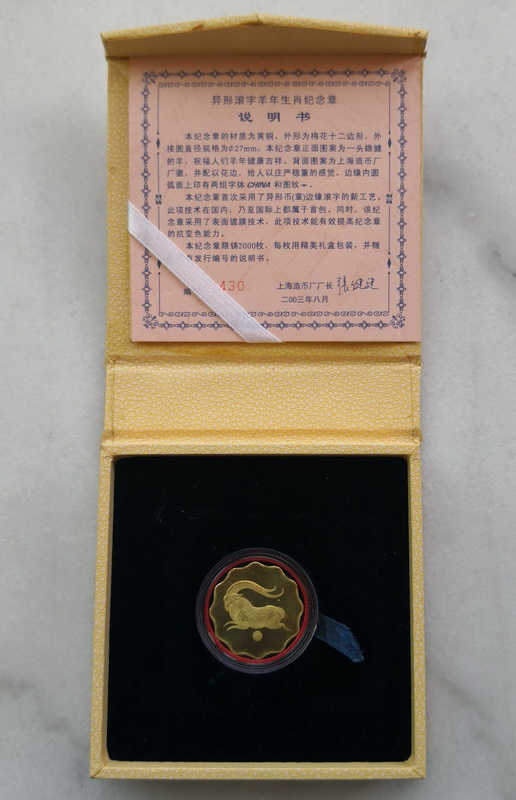 异形滚字羊年生肖纪念章
说明书
本纪念章的材质为黄铜，外形为梅花十二边形，外
接圆直径规格为φ27mm。本纪念章正面图案为一头雄健
的羊，祝福人们羊年健康吉祥。背面图案为上海造币厂
厂徽，并配以花边，给人以庄严稳重的感觉，边缘内圆
弧面上印有两组字体CHINA和图纹
本纪念章首次采用了异形币(章)边缘滚字的新工艺。
此项技术在国内，乃至国际上都属于首创。同时，该纪
念章采用了表面镀膜技术，此项技术能有效提高纪念章
的抗变色能力。
本纪念章限铸2000枚，每枚用精美礼盒包装，并随
发行编号的说明书。
编 430 上海造币厂厂长
二00三年八月